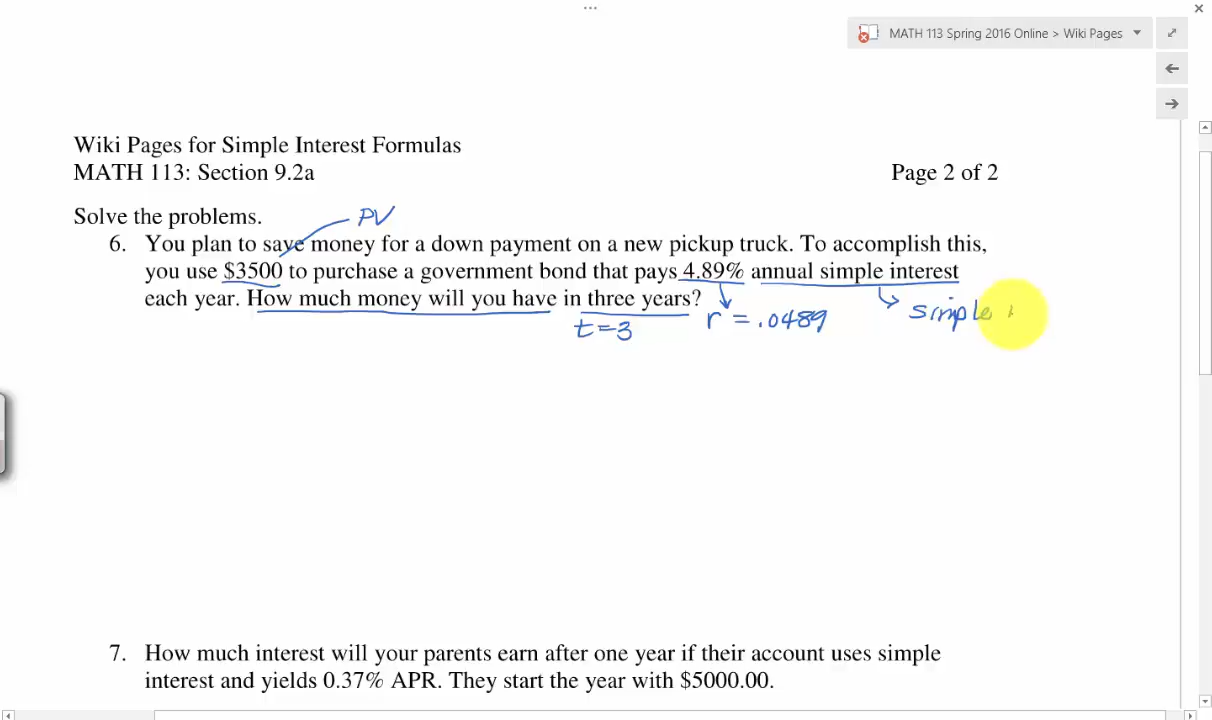 MATH 113 Spring 2016 Online > Wiki Pages
Wiki Pages for Simple Interest Formulas
MATH 113: Section 9.2a
Page 2 of 2
Solve the problems.
PV
6. You plan to save money for a down payment on a new pickup truck. To accomplish this,
you use $3500 to purchase a government bond that pays 4.89% annual simple interest
each year. How much money will you have in three years?
t=3
r = .0489
simple
7. How much interest will your parents earn after one year if their account uses simple
interest and yields 0.37% APR. They start the year with $5000.00.